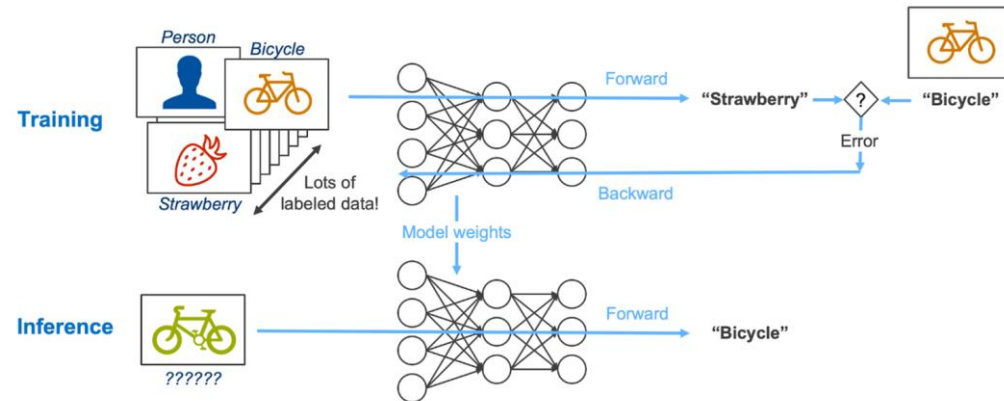 Person
Bicycle
Training
Forward
“Strawberry”
?
“Bicycle”
Error
Strawberry
Lots of
labeled data!
Backward
Model weights
Inference
Forward
“Bicycle”
??????